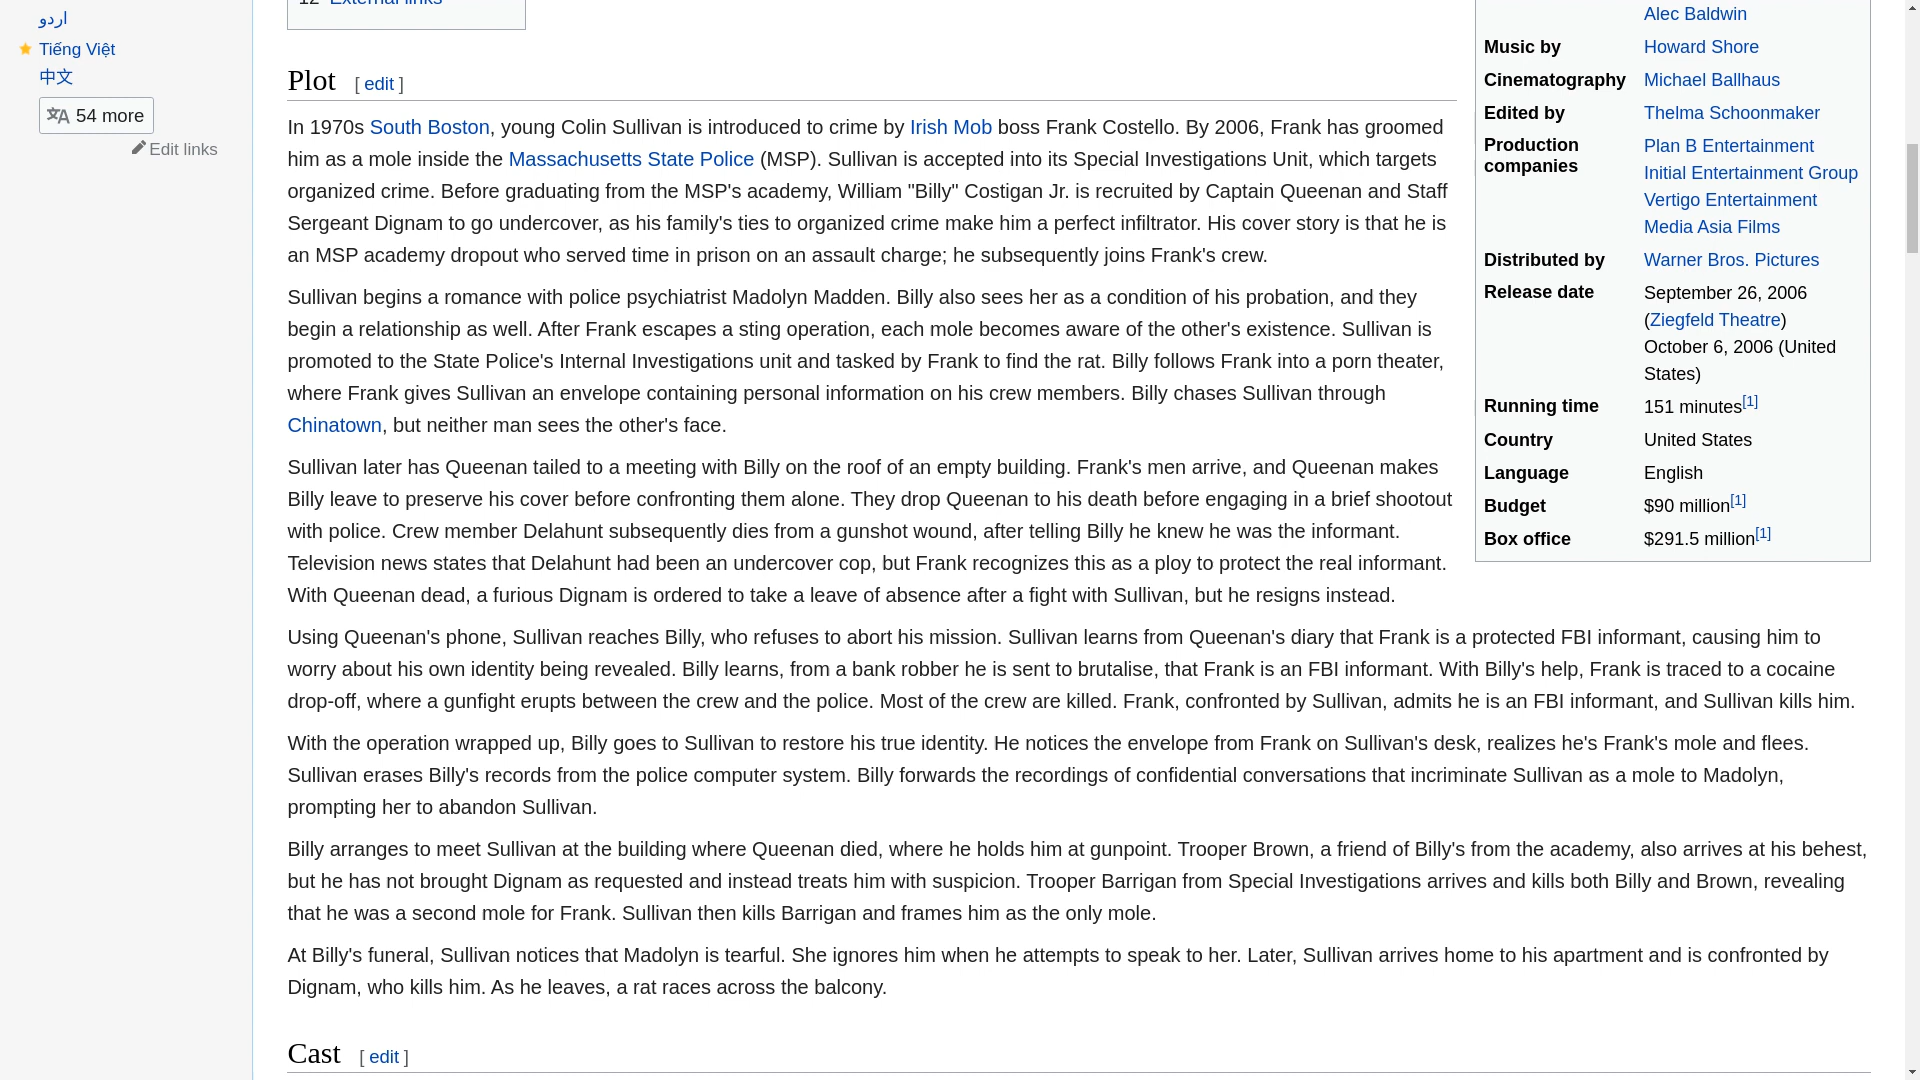 اردو
Tiếng Việt
中文
54 more
Edit links
12 External links
Plot [ edit ]
In 1970s South Boston, young Colin Sullivan is introduced to crime by Irish Mob boss Frank Costello. By 2006, Frank has groomed
him as a mole inside the Massachusetts State Police (MSP). Sullivan is accepted into its Special Investigations Unit, which targets
organized crime. Before graduating from the MSP's academy, William "Billy" Costigan Jr. is recruited by Captain Queenan and Staff
Sergeant Dignam to go undercover, as his family's ties to organized crime make him a perfect infiltrator. His cover story is that he is
an MSP academy dropout who served time in prison on an assault charge; he subsequently joins Frank's crew.
Sullivan begins a romance with police psychiatrist Madolyn Madden. Billy also sees her as a condition of his probation, and they
begin a relationship as well. After Frank escapes a sting operation, each mole becomes aware of the other's existence. Sullivan is
promoted to the State Police's Internal Investigations unit and tasked by Frank to find the rat. Billy follows Frank into a porn theater,
where Frank gives Sullivan an envelope containing personal information on his crew members. Billy chases Sullivan through
Chinatown, but neither man sees the other's face.
Sullivan later has Queenan tailed to a meeting with Billy on the roof of an empty building. Frank's men arrive, and Queenan makes
Billy leave to preserve his cover before confronting them alone. They drop Queenan to his death before engaging in a brief shootout
with police. Crew member Delahunt subsequently dies from a gunshot wound, after telling Billy he knew he was the informant.
Television news states that Delahunt had been an undercover cop, but Frank recognizes this as a ploy to protect the real informant.
With Queenan dead, a furious Dignam is ordered to take a leave of absence after a fight with Sullivan, but he resigns instead.
Using Queenan's phone, Sullivan reaches Billy, who refuses to abort his mission. Sullivan learns from Queenan's diary that Frank is a protected FBI informant, causing him to
worry about his own identity being revealed. Billy learns, from a bank robber he is sent to brutalise, that Frank is an FBI informant. With Billy's help, Frank is traced to a cocaine
drop-off, where a gunfight erupts between the crew and the police. Most of the crew are killed. Frank, confronted by Sullivan, admits he is an FBI informant, and Sullivan kills him.
With the operation wrapped up, Billy goes to Sullivan to restore his true identity. He notices the envelope from Frank on Sullivan's desk, realizes he's Frank's mole and flees.
Sullivan erases Billy's records from the police computer system. Billy forwards the recordings of confidential conversations that incriminate Sullivan as a mole to Madolyn,
prompting her to abandon Sullivan.
Billy arranges to meet Sullivan at the building where Queenan died, where he holds him at gunpoint. Trooper Brown, a friend of Billy's from the academy, also arrives at his behest,
but he has not brought Dignam as requested and instead treats him with suspicion. Trooper Barrigan from Special Investigations arrives and kills both Billy and Brown, revealing
that he was a second mole for Frank. Sullivan then kills Barrigan and frames him as the only mole.
At Billy's funeral, Sullivan notices that Madolyn is tearful. She ignores him when he attempts to speak to her. Later, Sullivan arrives home to his apartment and is confronted by
Dignam, who kills him. As he leaves, a rat races across the balcony.
Cast [ edit ]
Alec Baldwin
Music by Howard Shore
Cinematography Michael Ballhaus
Edited by Thelma Schoonmaker
Production companies Plan B Entertainment
Initial Entertainment Group
Vertigo Entertainment
Media Asia Films
Distributed by Warner Bros. Pictures
Release date September 26, 2006
(Ziegfeld Theatre)
October 6, 2006 (United
States)
Running time 151 minutes[1]
Country United States
Language English
Budget $90 million[1]
Box office $291.5 million[1]